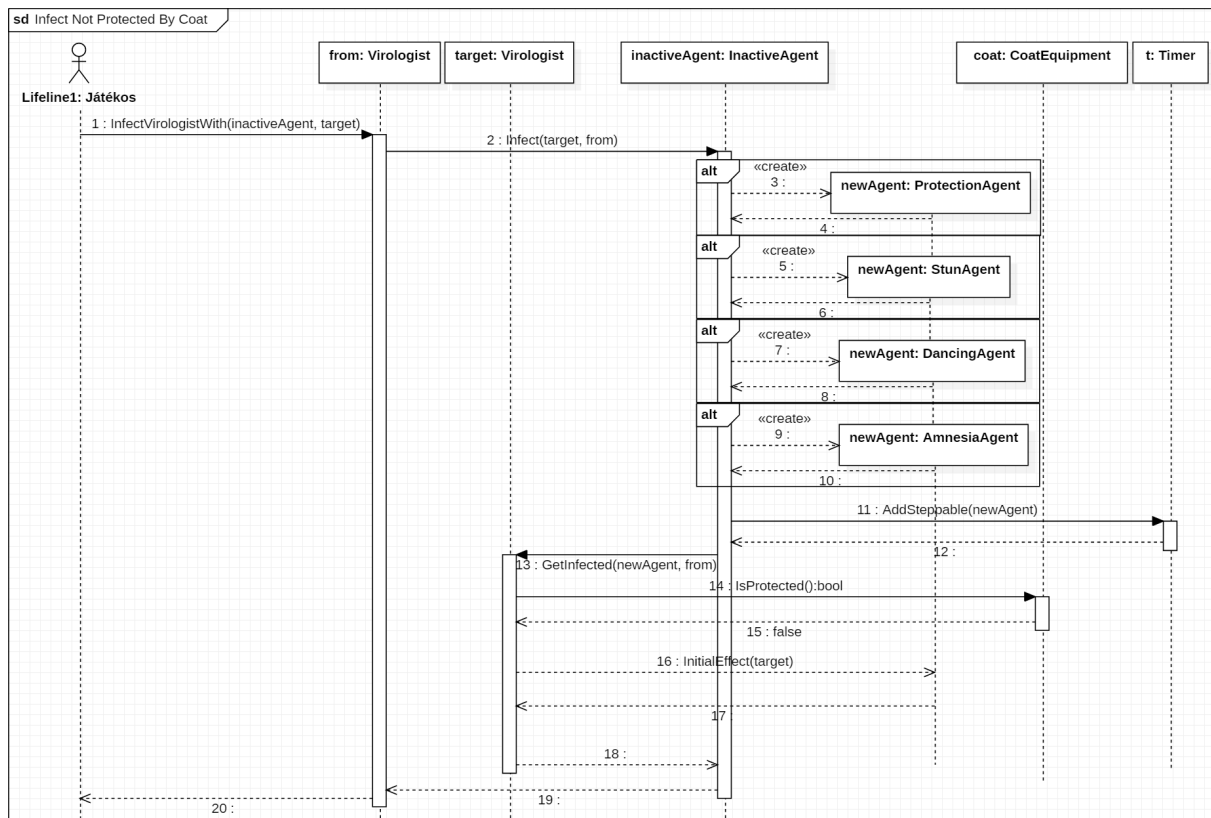 sd Infect Not Protected By Coat
Lifeline1: Játékos
from: Virologist
target: Virologist
inactiveAgent: InactiveAgent
coat: CoatEquipment
t: Timer
1 : InfectVirologistWith(inactiveAgent, target)
2 : Infect(target, from)
alt
«create»
3 :
newAgent: ProtectionAgent
4 :
alt
«create»
5 :
newAgent: StunAgent
6 :
alt
«create»
7 :
newAgent: DancingAgent
8 :
alt
«create»
9 :
newAgent: AmnesiaAgent
10 :
11 : AddSteppable(newAgent)
12 :
13 : GetInfected(newAgent, from)
14 : IsProtected():bool
15 : false
16 : InitialEffect(target)
17 :
18 :
19 :
20 :